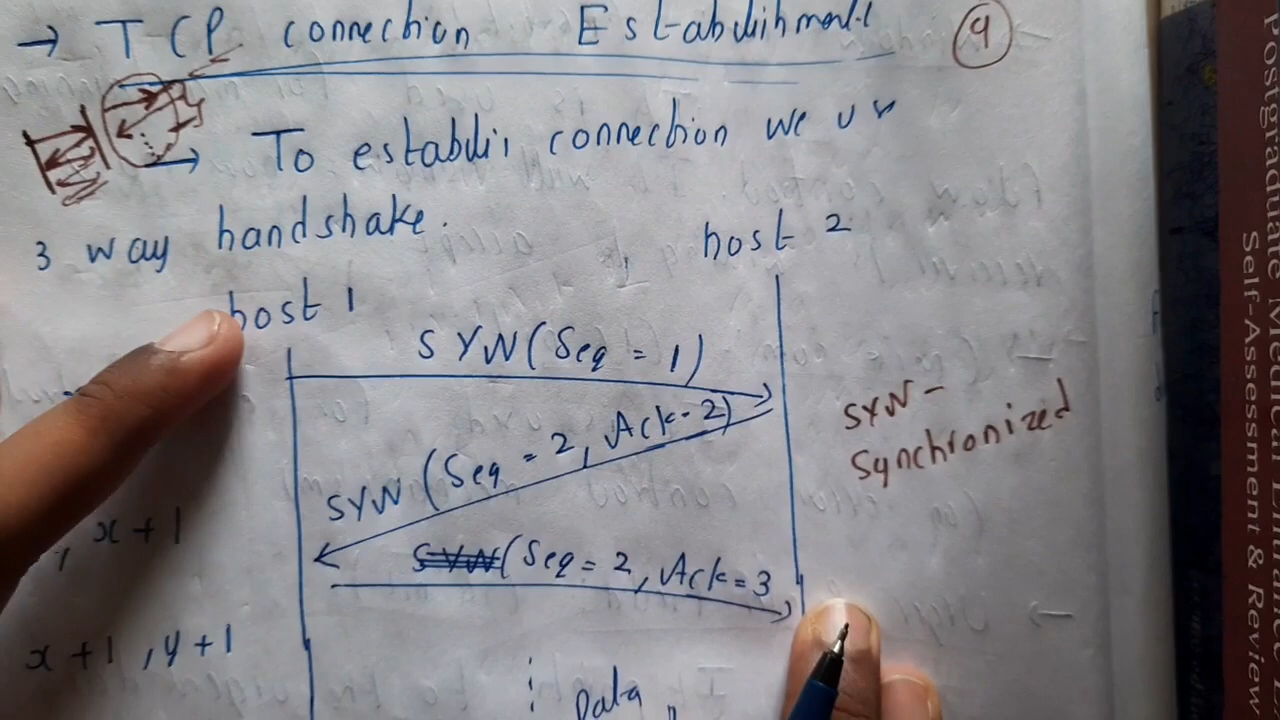 → TCP connection Establishment
9
→ To establish connection we use
3 way handshake.
host 2
host 1
SYN (Seq = 1)
SYN (Seq = 2, Ack = 2)
SYN -
Synchronized
SYN (Seq = 2, Ack = 3
x + 1
x + 1, y + 1
Data
Postgraduate Medical Entrance
Self-Assessment & Review